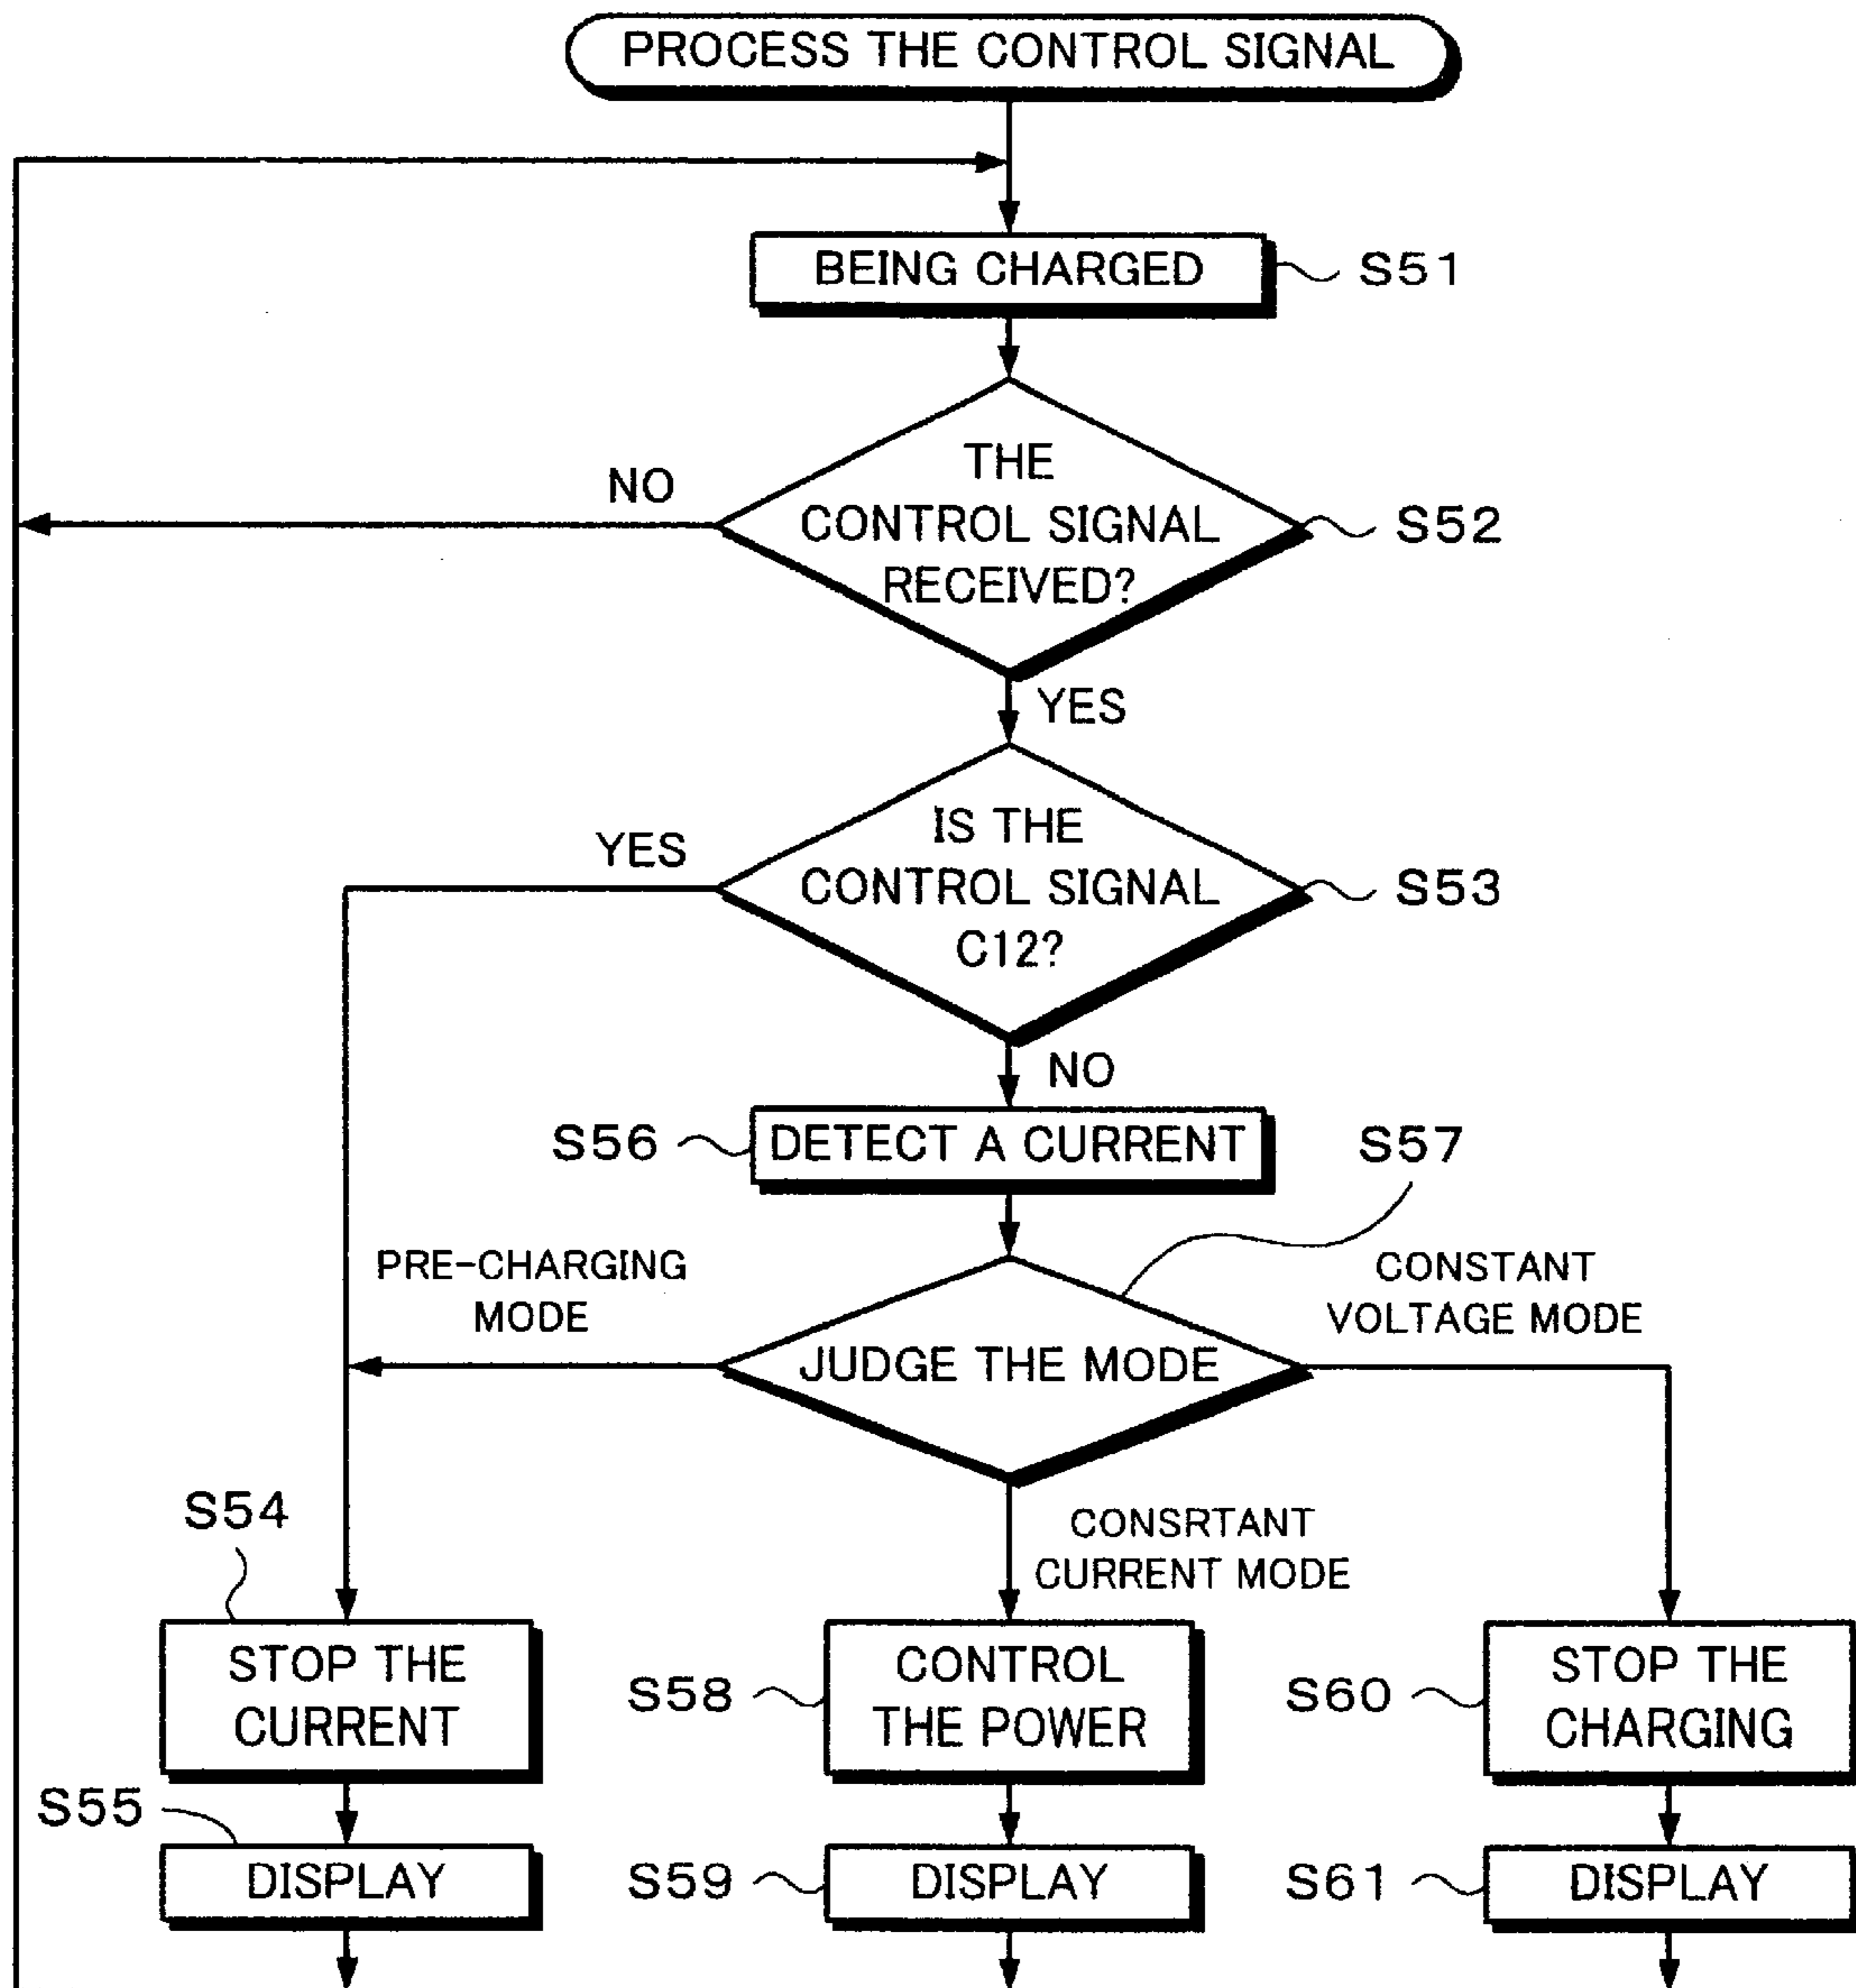 PROCESS THE CONTROL SIGNAL
BEING CHARGED
S51
THE
CONTROL SIGNAL
RECEIVED?
S52
NO
YES
IS THE
CONTROL SIGNAL
C12?
S53
YES
NO
S56
DETECT A CURRENT
S57
PRE-CHARGING
MODE
CONSTANT
VOLTAGE MODE
JUDGE THE MODE
S54
CONSRTANT
CURRENT MODE
STOP THE
CURRENT
S58
CONTROL
THE POWER
S60
STOP THE
CHARGING
S55
DISPLAY
S59
DISPLAY
S61
DISPLAY